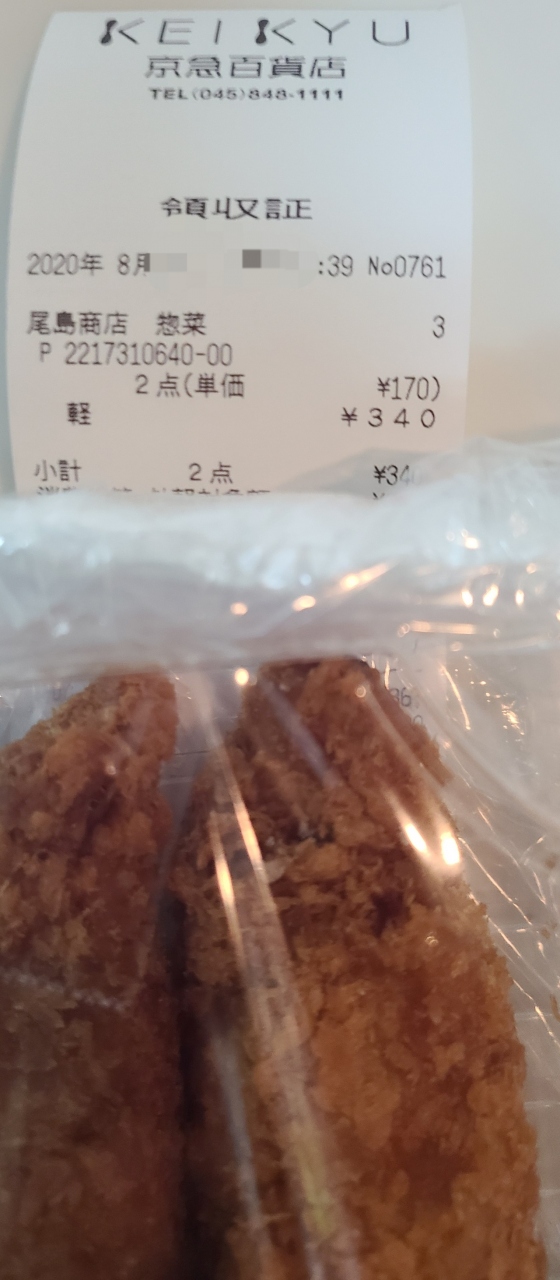 KEIKYU
京急百貨店
TEL(045)848-1111
領収証
2020年 8月 :39 No0761
尾島商店 惣菜 3
P 2217310640-00
2点(単価 ¥170)
軽 ¥340
小計 2点 ¥340